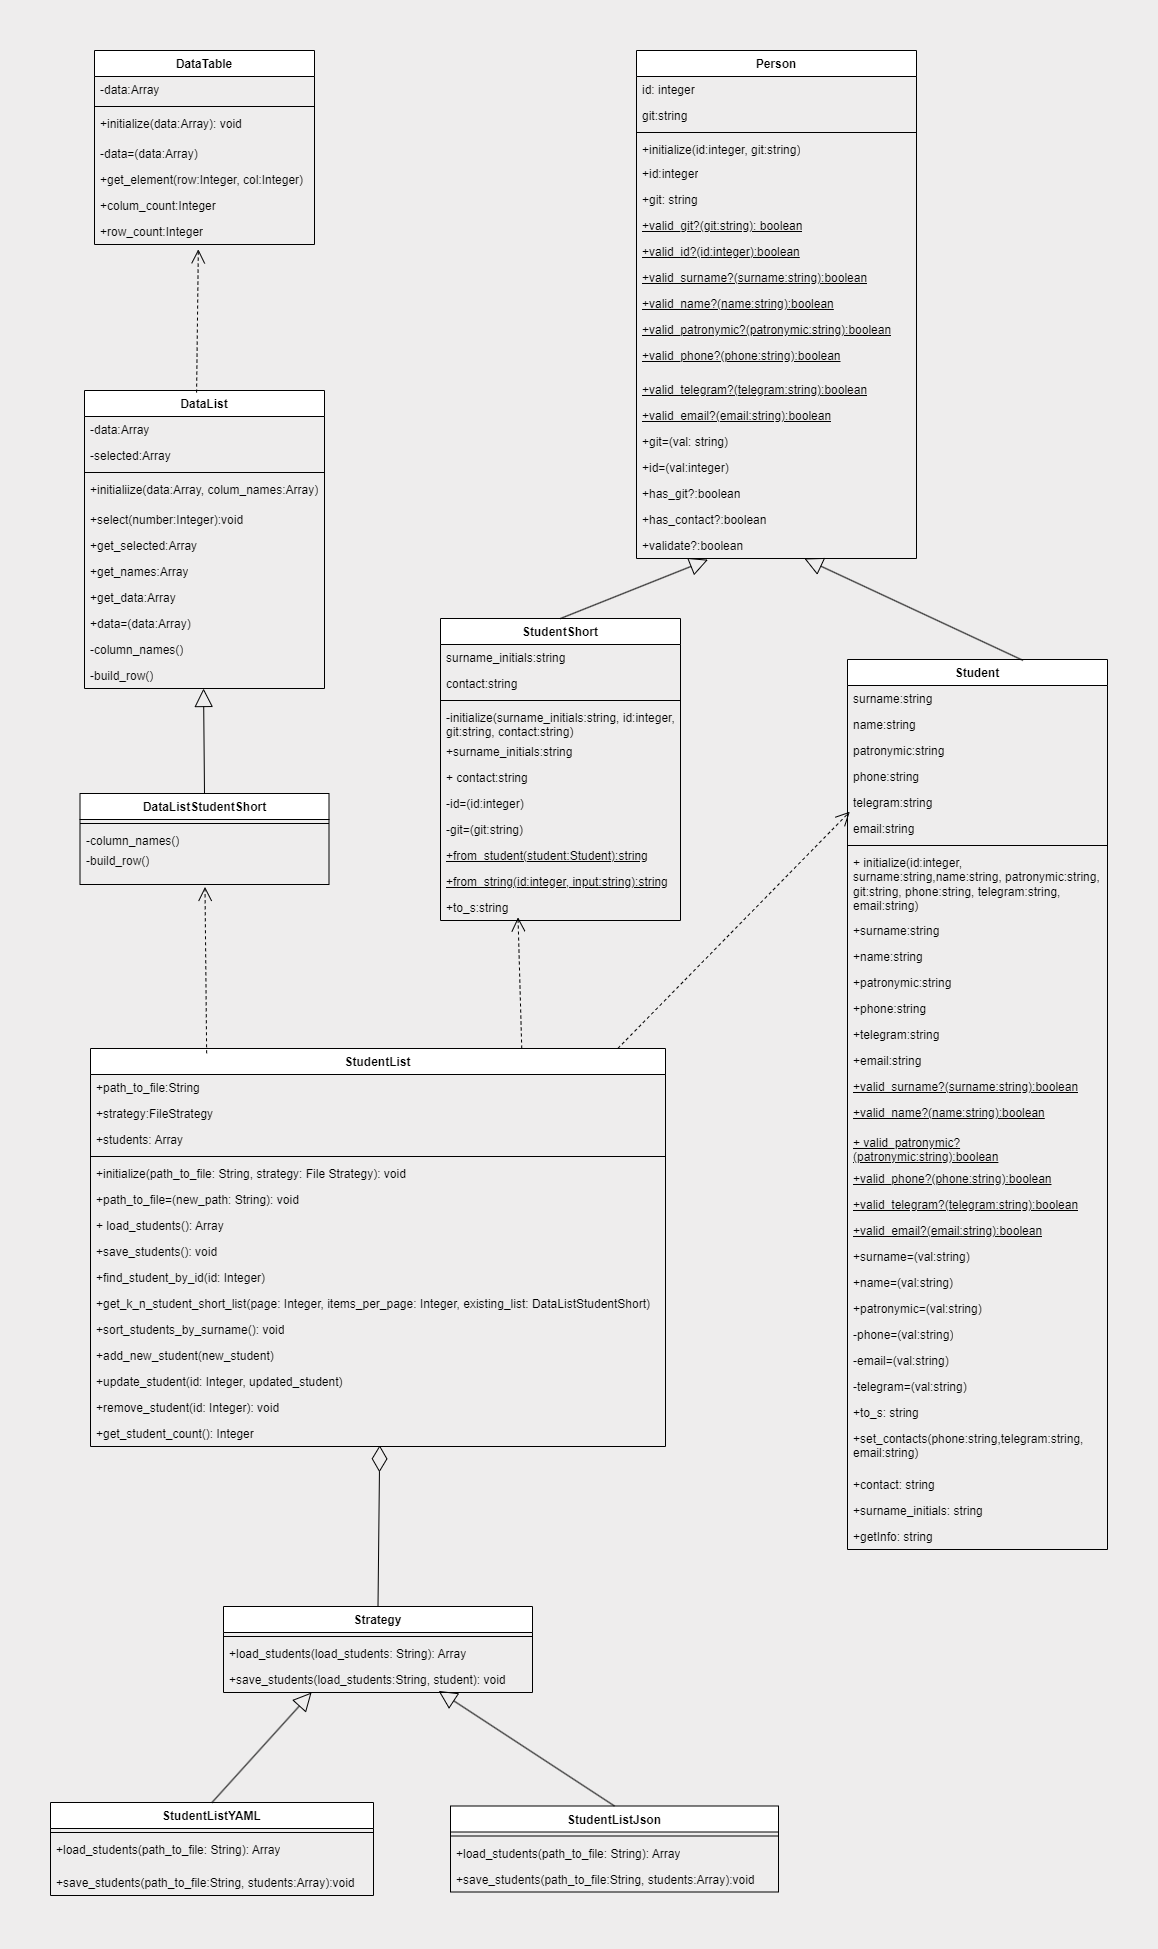 DataTable
-data:Array
+initialize(data:Array): void
-data=(data:Array)
+get_element(row:Integer, col:Integer)
+colum_count:Integer
+row_count:Integer
Person
id: integer
git:string
+initialize(id:integer, git:string)
+id:integer
+git: string
+valid_git?(git:string): boolean
+valid_id?(id:integer):boolean
+valid_surname?(surname:string):boolean
+valid_name?(name:string):boolean
+valid_patronymic?(patronymic:string):boolean
+valid_phone?(phone:string):boolean
+valid_telegram?(telegram:string):boolean
+valid_email?(email:string):boolean
+git=(val: string)
+id=(val:integer)
+has_git?:boolean
+has_contact?:boolean
+validate?:boolean
DataList
-data:Array
-selected:Array
+initialiize(data:Array, colum_names:Array)
+select(number:Integer):void
+get_selected:Array
+get_names:Array
+get_data:Array
+data=(data:Array)
-column_names()
-build_row()
StudentShort
surname_initials:string
contact:string
-initialize(surname_initials:string, id:integer,
git:string, contact:string)
+surname_initials:string
+ contact:string
-id=(id:integer)
-git=(git:string)
+from_student(student:Student):string
+from_string(id:integer, input:string):string
+to_s:string
Student
surname:string
name:string
patronymic:string
phone:string
telegram:string
email:string
+ initialize(id:integer,
surname:string,name:string, patronymic:string,
git:string, phone:string, telegram:string,
email:string)
+surname:string
+name:string
+patronymic:string
+phone:string
+telegram:string
+email:string
+valid_surname?(surname:string):boolean
+valid_name?(name:string):boolean
+ valid_patronymic?
(patronymic:string):boolean
+valid_phone?(phone:string):boolean
+valid_telegram?(telegram:string):boolean
+valid_email?(email:string):boolean
+surname=(val:string)
+name=(val:string)
+patronymic=(val:string)
-phone=(val:string)
-email=(val:string)
-telegram=(val:string)
+to_s: string
+set_contacts(phone:string,telegram:string,
email:string)
+contact: string
+surname_initials: string
+getInfo: string
DataListStudentShort
-column_names()
-build_row()
StudentList
+path_to_file:String
+strategy:FileStrategy
+students: Array
+initialize(path_to_file: String, strategy: File Strategy): void
+path_to_file=(new_path: String): void
+ load_students(): Array
+save_students(): void
+find_student_by_id(id: Integer)
+get_k_n_student_short_list(page: Integer, items_per_page: Integer, existing_list: DataListStudentShort)
+sort_students_by_surname(): void
+add_new_student(new_student)
+update_student(id: Integer, updated_student)
+remove_student(id: Integer): void
+get_student_count(): Integer
Strategy
+load_students(load_students: String): Array
+save_students(load_students:String, student): void
StudentListYAML
+load_students(path_to_file: String): Array
+save_students(path_to_file:String, students:Array):void
StudentListJson
+load_students(path_to_file: String): Array
+save_students(path_to_file:String, students:Array):void